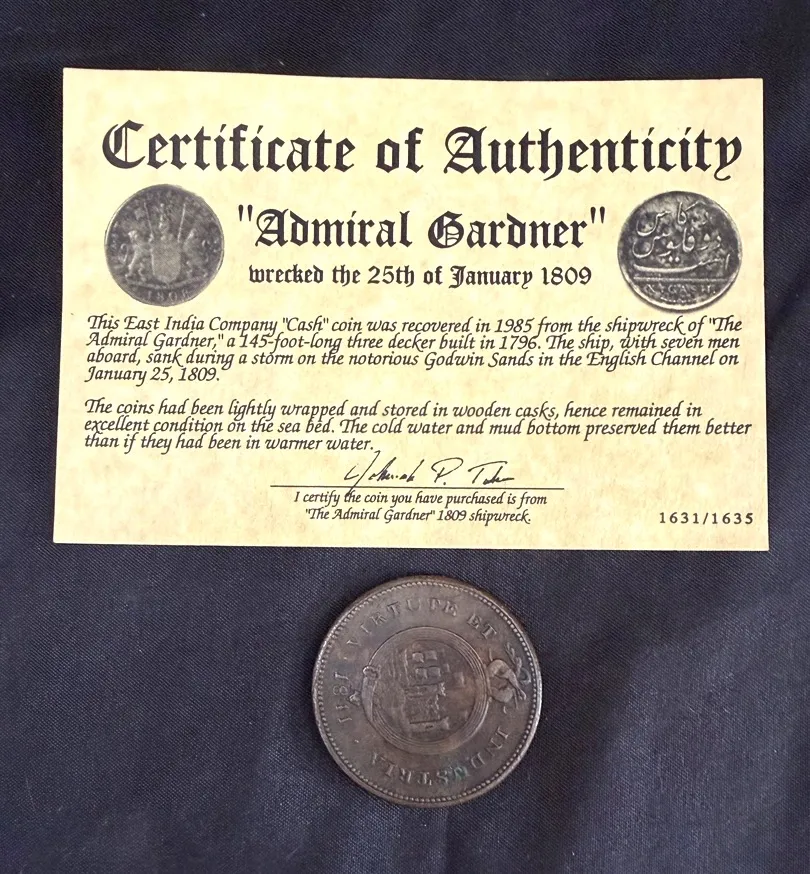 Certificate of Authenticity
"Admiral Gardner"
wrecked the 25th of January 1809
1808
This East India Company "Cash" coin was recovered in 1985 from the shipwreck of "The
Admiral Gardner," a 145-foot-long three decker built in 1796. The ship, with seven men
aboard, sank during a storm on the notorious Godwin Sands in the English Channel on
January 25, 1809.
The coins had been lightly wrapped and stored in wooden casks, hence remained in
excellent condition on the sea bed. The cold water and mud bottom preserved them better
than if they had been in warmer water.
I certify the coin you have purchased is from
"The Admiral Gardner" 1809 shipwreck.
1631/1635
1811 VIRTUTE ET
INDUSTRIA